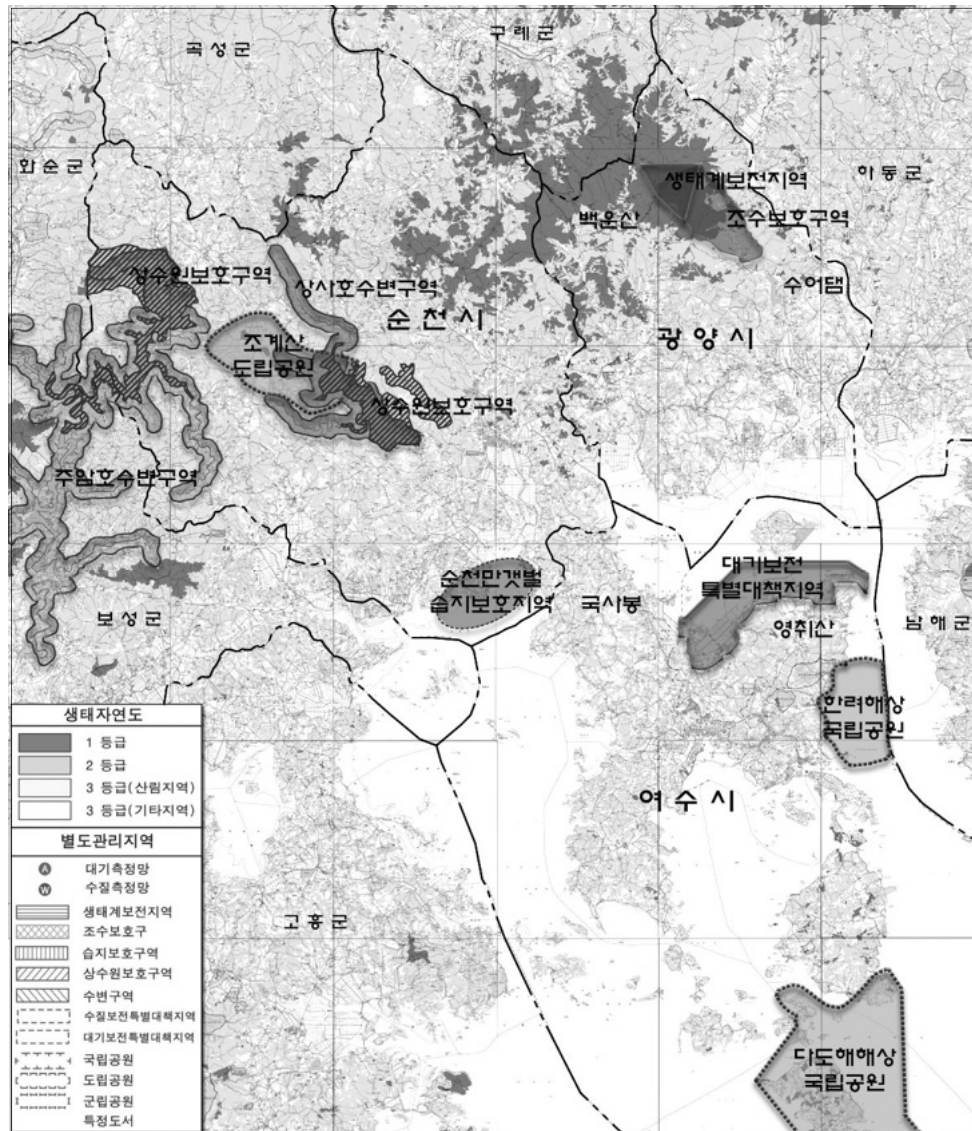 구례군
곡성군
화순군
하동군
생태계보전지역
백운산
조수보호구역
수어댐
상수원보호구역
상사호수변구역
순천시
광양시
조계산
도립공원
상수원보호구역
주암호수변구역
순천만갯벌
습지보호지역
국사봉
대기보전
특별대책지역
영취산
보성군
남해군
한려해상
국립공원
여수시
고흥군
다도해해상
국립공원
생태자연도
1 등급
2 등급
3 등급(산림지역)
3 등급(기타지역)
별도관리지역
A 대기측정망
W 수질측정망
생태계보전지역
조수보호구
습지보호구역
상수원보호구역
수변구역
수질보전특별대책지역
대기보전특별대책지역
국립공원
도립공원
군립공원
특정도서